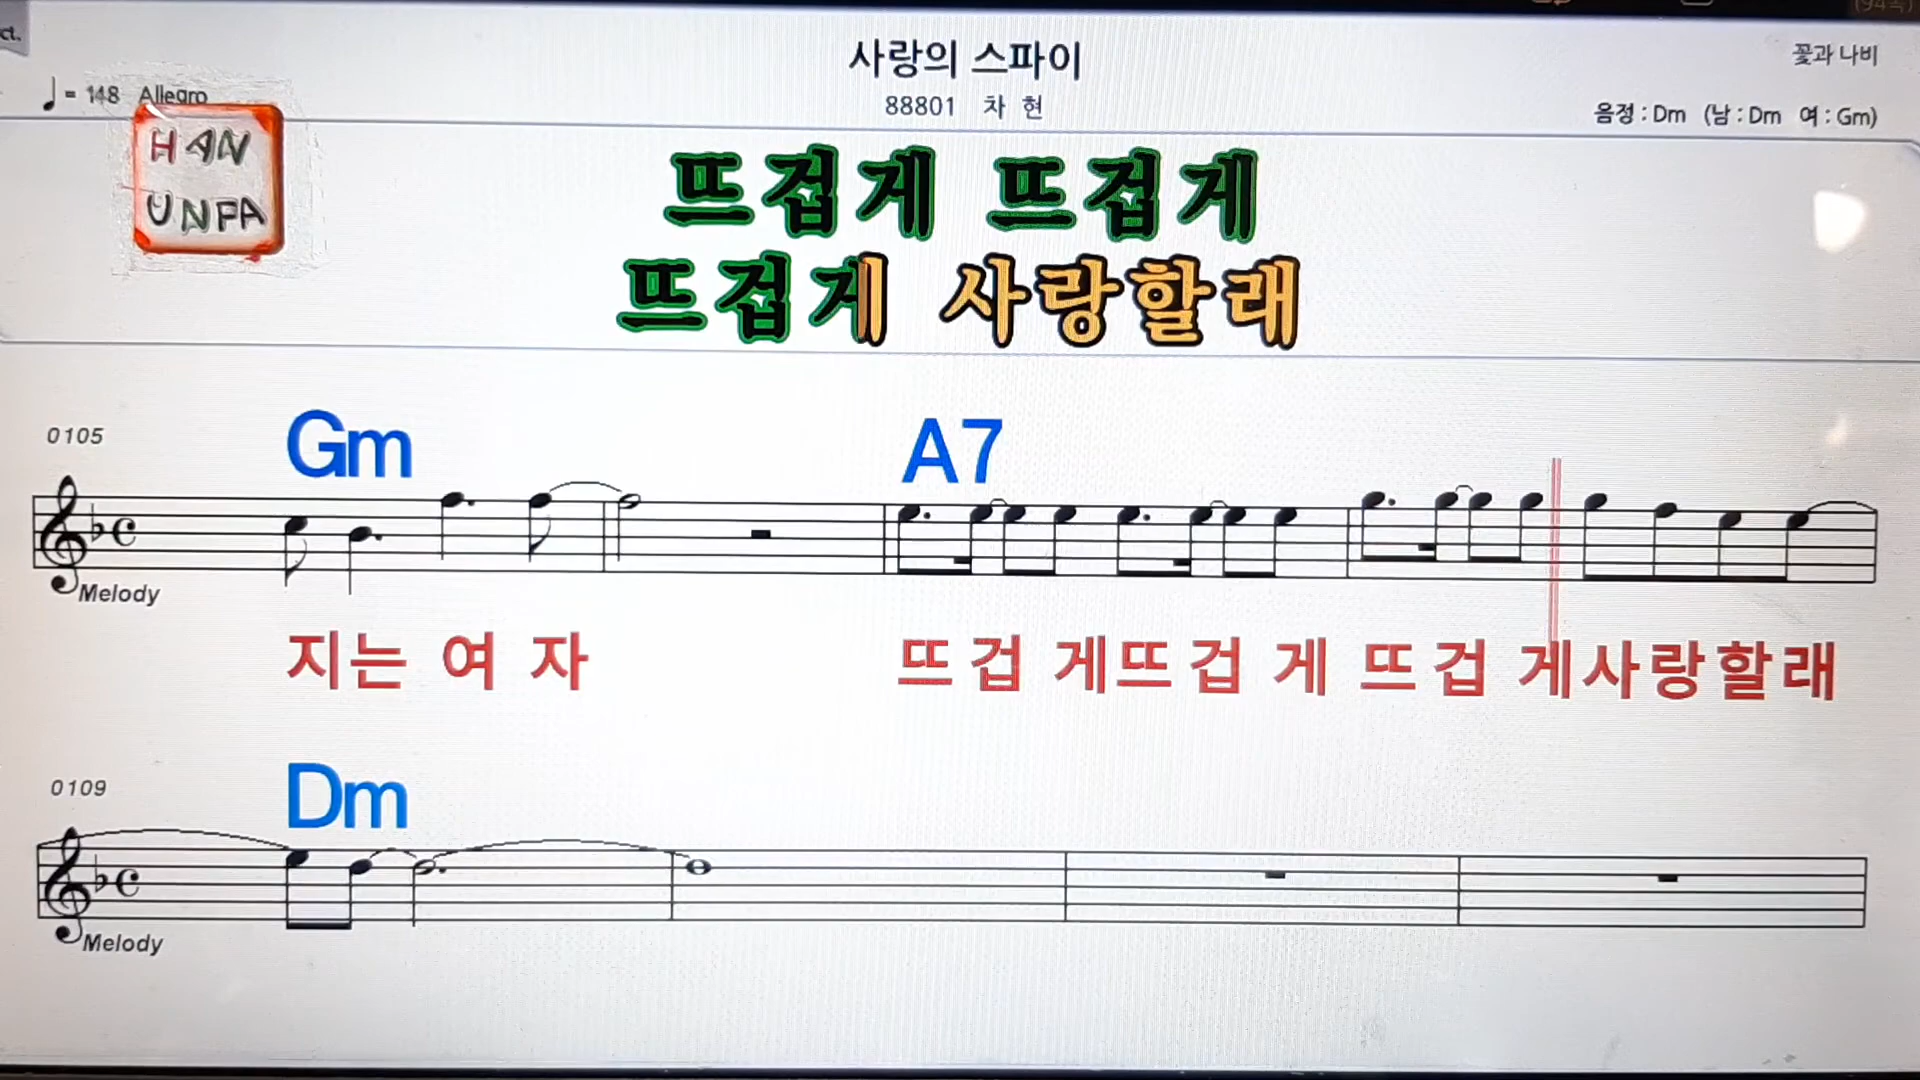 ct.
사랑의 스파이
꽃과 나비
♩= 148 Allegro
88801 차 현
음정 : Dm (남 : Dm 여 : Gm)
HAN
UNPA
뜨겁게 뜨겁게
뜨겁게 사랑할래
0105 Gm A7
Melody
지는 여 자 뜨 겁 게뜨 겁 게 뜨 겁 게사랑할래
0109 Dm
Melody